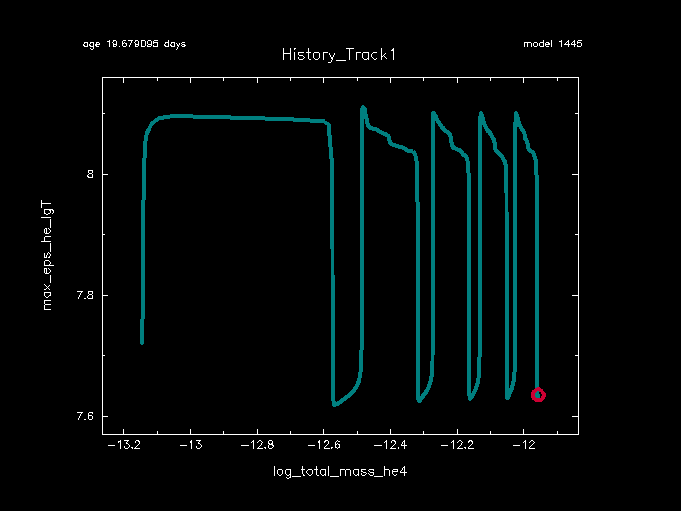 age 19.679095 days
model 1445
History_Track1
8
7.8
7.6
max_eps_he_lgT
-13.2
-13
-12.8
-12.6
-12.4
-12.2
-12
log_total_mass_he4